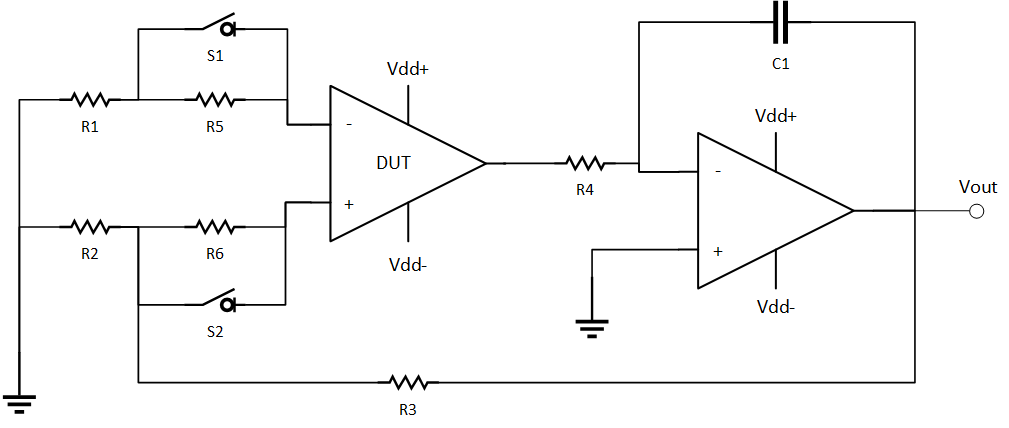 S1
C1
Vdd+
R1
R5
-
DUT
Vdd+
R4
-
Vout
+
R2
R6
+
Vdd-
Vdd-
S2
R3